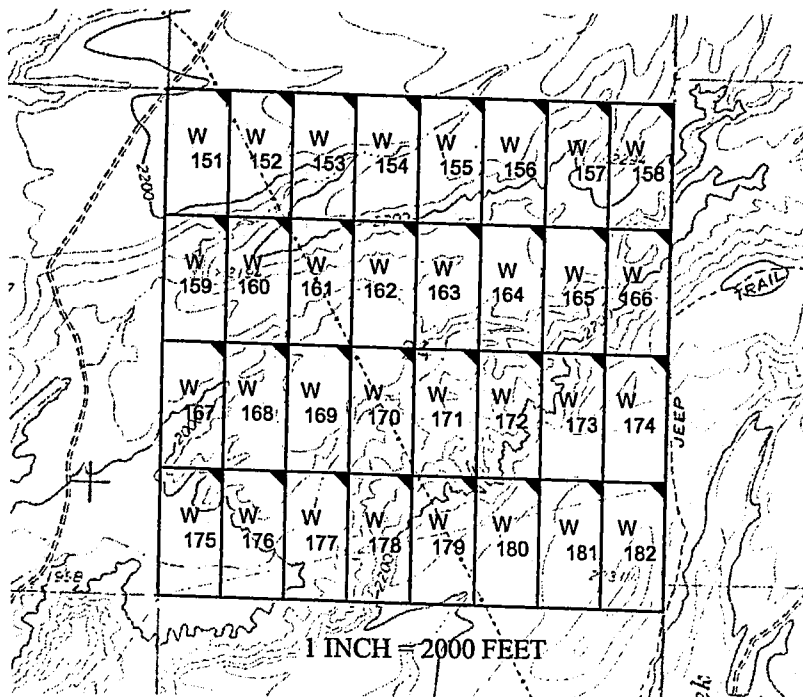 W 151
W 152
W 153
W 154
W 155
W 156
W 157
W 158
2200
W 159
W 160
W 161
W 162
W 163
W 164
W 165
W 166
TRAIL
W 167
W 168
W 169
W 170
W 171
W 172
W 173
W 174
JEEP
W 175
W 176
W 177
W 178
W 179
W 180
W 181
W 182
2200
1 INCH = 2000 FEET